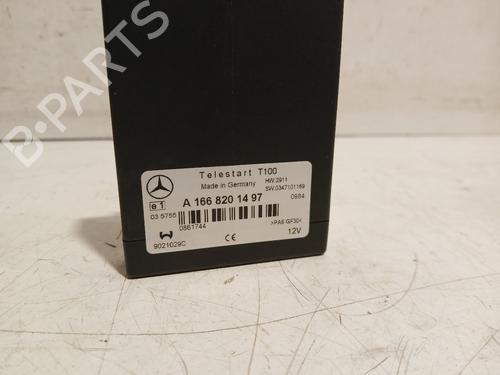 B-PARTS
Telestart T100
Made in Germany
HW:2911
SW:0347101169
A 166 820 14 97
0984
e1
03 5755
0861744
>PA6 GF30<
9021029C
CE
12V